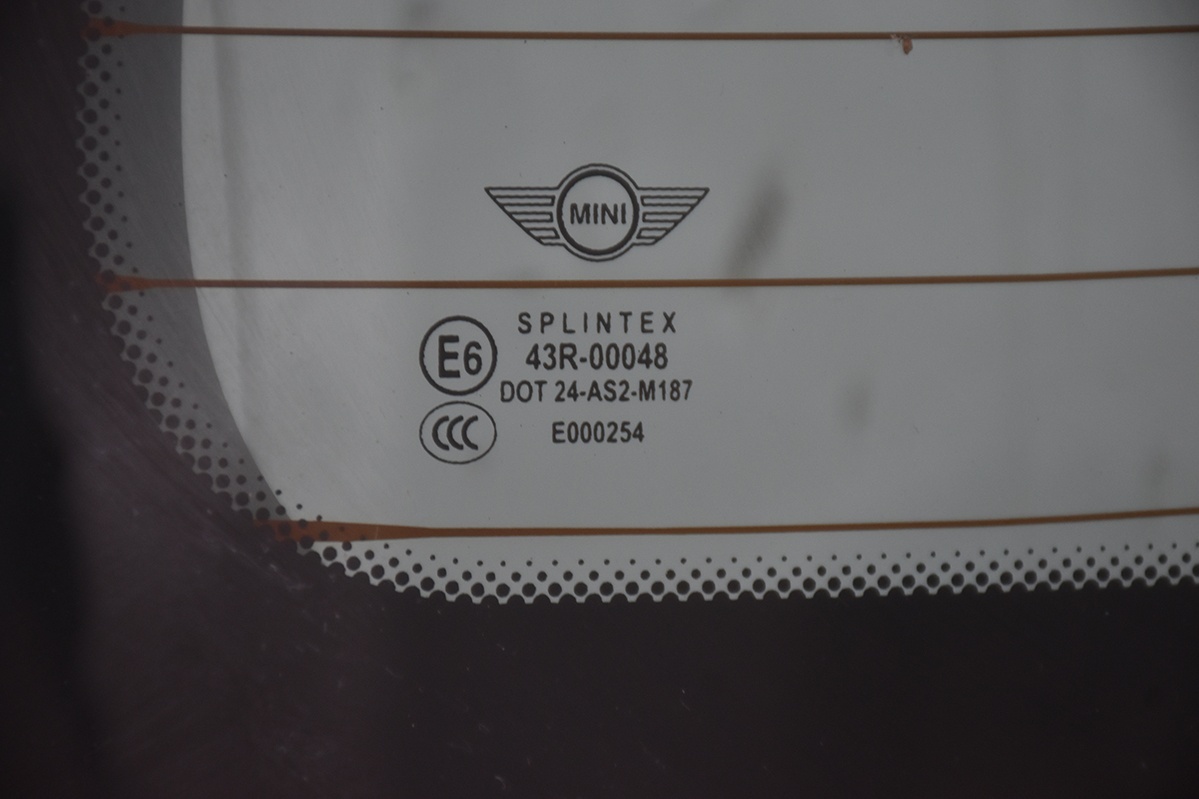 MINI
SPLINTEX
E6 43R-00048
DOT 24-AS2-M187
CCC E000254